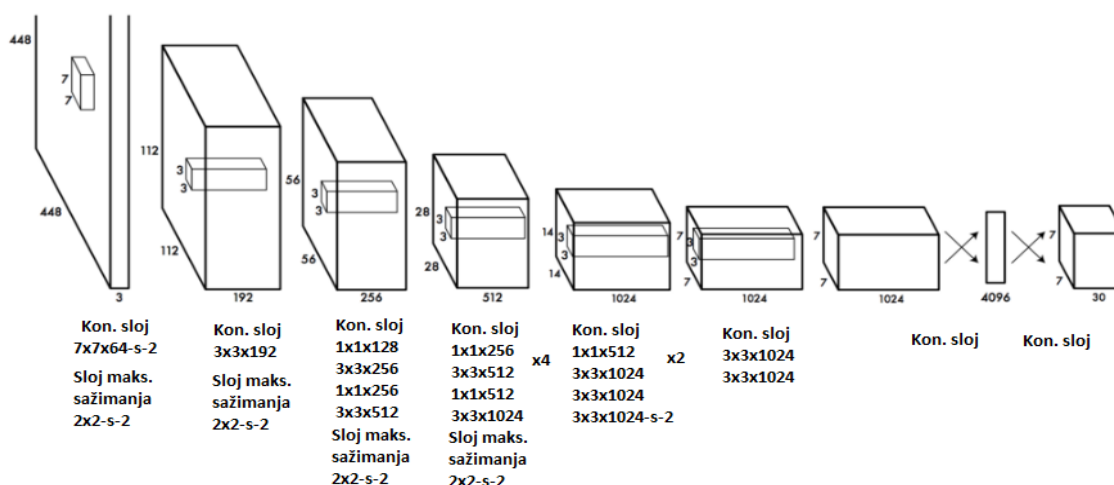 448
7
7
448
3
112
3
3
112
192
56
3
3
56
256
28
3
3
28
512
14
3
3
14
1024
7
3
3
7
1024
7
7
1024
4096
7
7
30
Kon. sloj
7x7x64-s-2
Sloj maks.
sažimanja
2x2-s-2
Kon. sloj
3x3x192
Sloj maks.
sažimanja
2x2-s-2
Kon. sloj
1x1x128
3x3x256
1x1x256
3x3x512
Sloj maks.
sažimanja
2x2-s-2
Kon. sloj
1x1x256
3x3x512
x4
1x1x512
3x3x1024
Sloj maks.
sažimanja
2x2-s-2
Kon. sloj
1x1x512
3x3x1024
x2
3x3x1024
3x3x1024-s-2
Kon. sloj
3x3x1024
3x3x1024
Kon. sloj
Kon. sloj